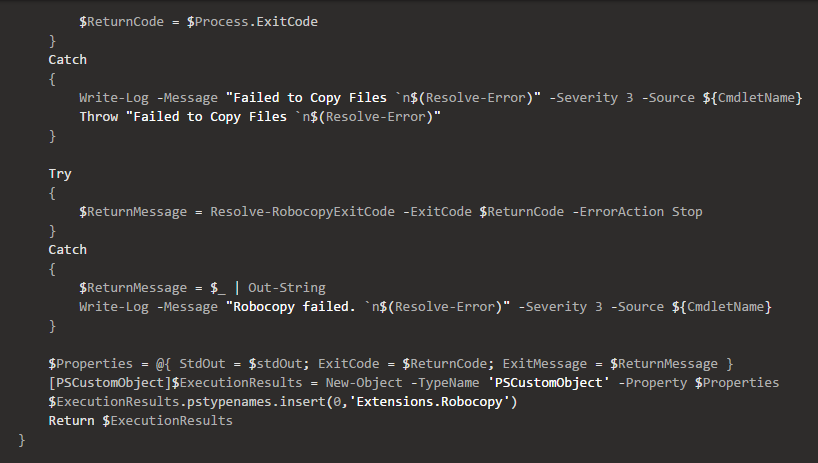 $ReturnCode = $Process.ExitCode
}
Catch
{
Write-Log -Message "Failed to Copy Files `n$(Resolve-Error)" -Severity 3 -Source ${CmdletName}
Throw "Failed to Copy Files `n$(Resolve-Error)"
}
Try
{
$ReturnMessage = Resolve-RobocopyExitCode -ExitCode $ReturnCode -ErrorAction Stop
}
Catch
{
$ReturnMessage = $_ | Out-String
Write-Log -Message "Robocopy failed. `n$(Resolve-Error)" -Severity 3 -Source ${CmdletName}
}
$Properties = @{ StdOut = $stdOut; ExitCode = $ReturnCode; ExitMessage = $ReturnMessage }
[PSCustomObject]$ExecutionResults = New-Object -TypeName 'PSCustomObject' -Property $Properties
$ExecutionResults.pstypenames.insert(0,'Extensions.Robocopy')
Return $ExecutionResults
}